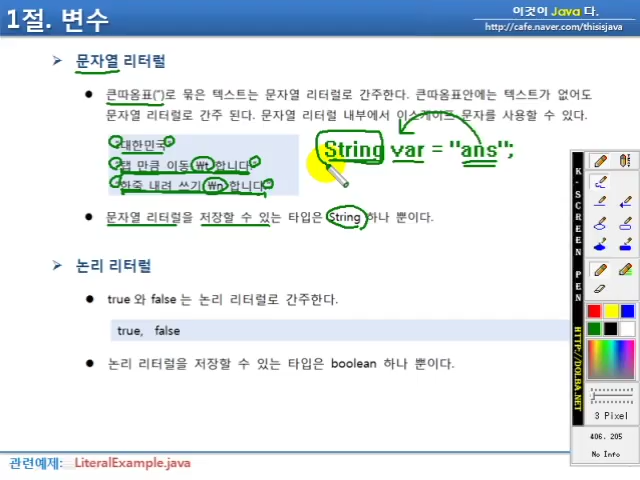 1절. 변수
이것이 Java 다.
http://cafe.naver.com/thisisjava
문자열 리터럴
큰따옴표(")로 묶은 텍스트는 문자열 리터럴로 간주한다. 큰따옴표안에는 텍스트가 없어도
문자열 리터럴로 간주 된다. 문자열 리터럴 내부에서 이스케이프 문자를 사용할 수 있다.
"대한민국"
"탭 만큼 이동 ₩t 합니다"
"한줄 내려 쓰기 ₩n 합니다"
String var = "ans";
문자열 리터럴을 저장할 수 있는 타입은 String 하나 뿐이다.
논리 리터럴
true 와 false 는 논리 리터럴로 간주한다.
true, false
논리 리터럴을 저장할 수 있는 타입은 boolean 하나 뿐이다.
관련예제: LiteralExample.java
K-SCREEN PEN HTTP://DOLBA.NET
3 Pixel
406. 205
No Info